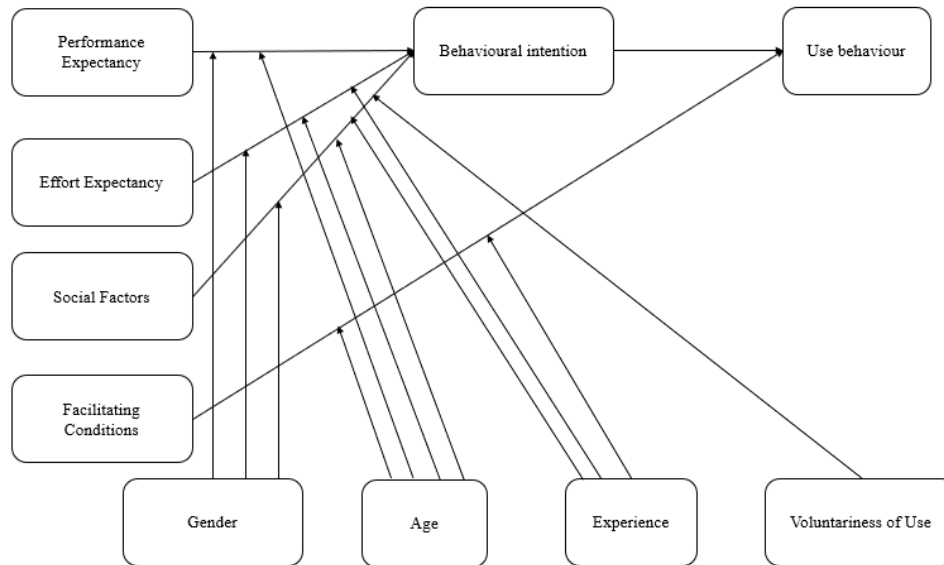 Performance
Expectancy
Behavioural intention
Use behaviour
Effort Expectancy
Social Factors
Facilitating
Conditions
Gender
Age
Experience
Voluntariness of Use